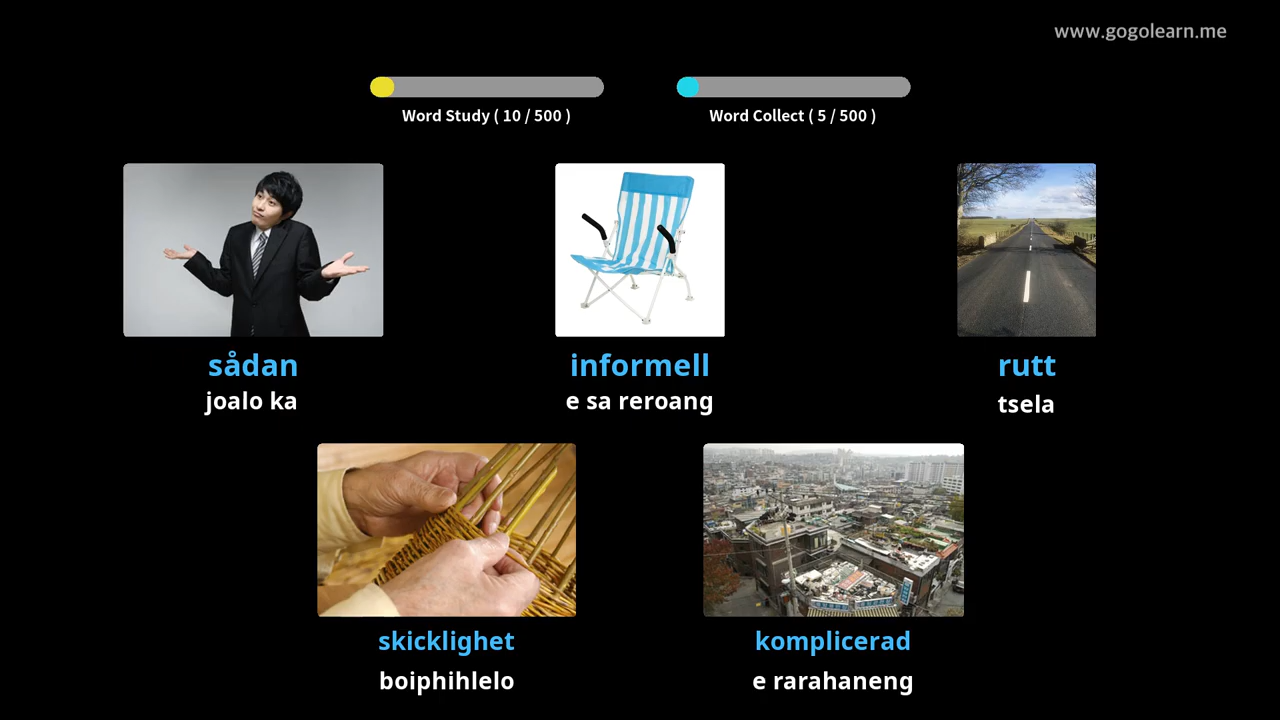 www.gogolearn.me
Word Study ( 10 / 500 )
Word Collect ( 5 / 500 )
sådan
joalo ka
informell
e sa reroang
rutt
tsela
skicklighet
boiphihlelo
komplicerad
e rarahaneng